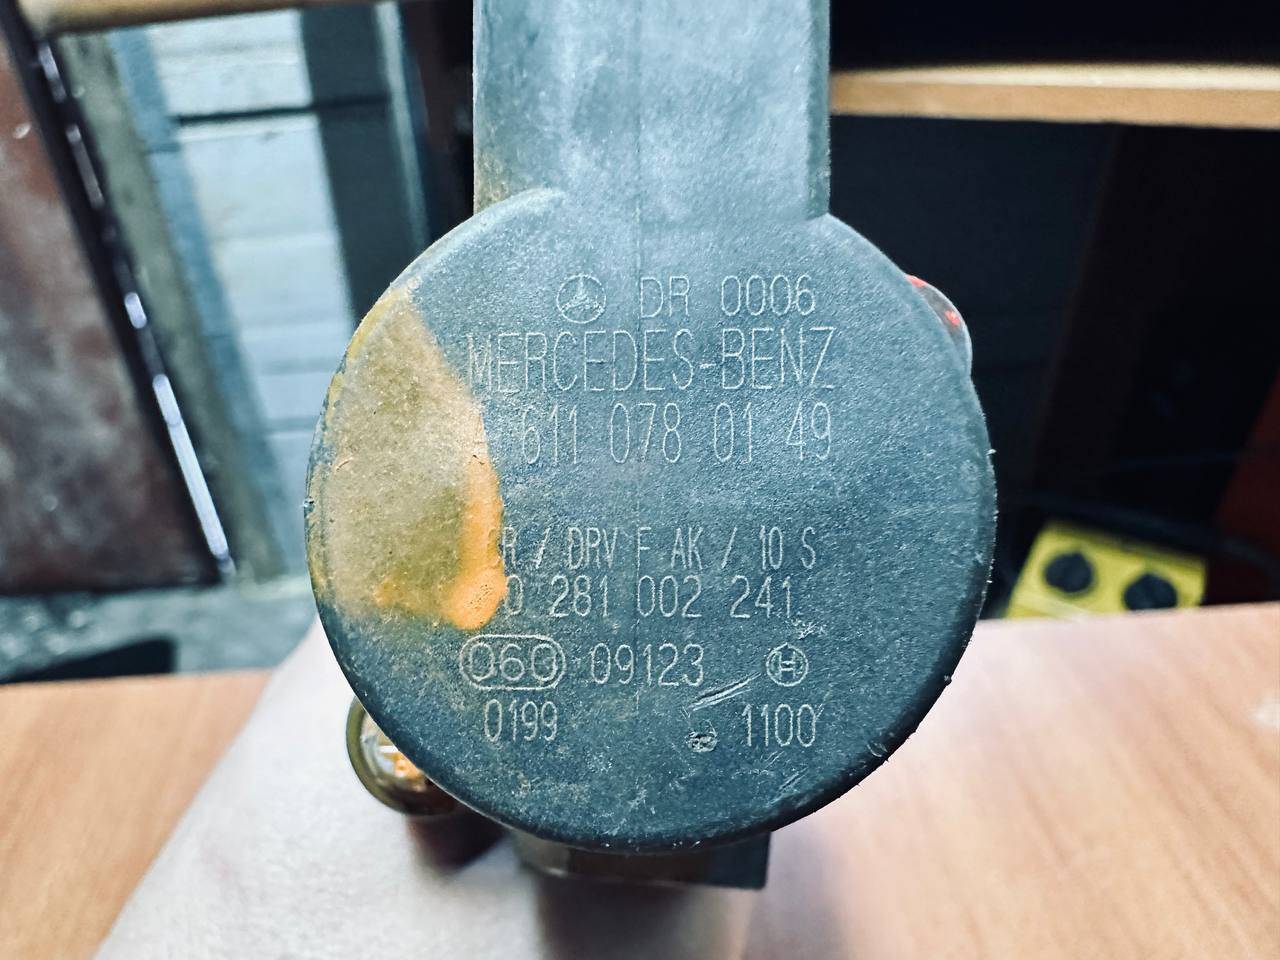 DR 0006
MERCEDES-BENZ
611 078 01 49
CR / DRV F AK / 10 S
0 281 002 241
060 09123
0199 1100